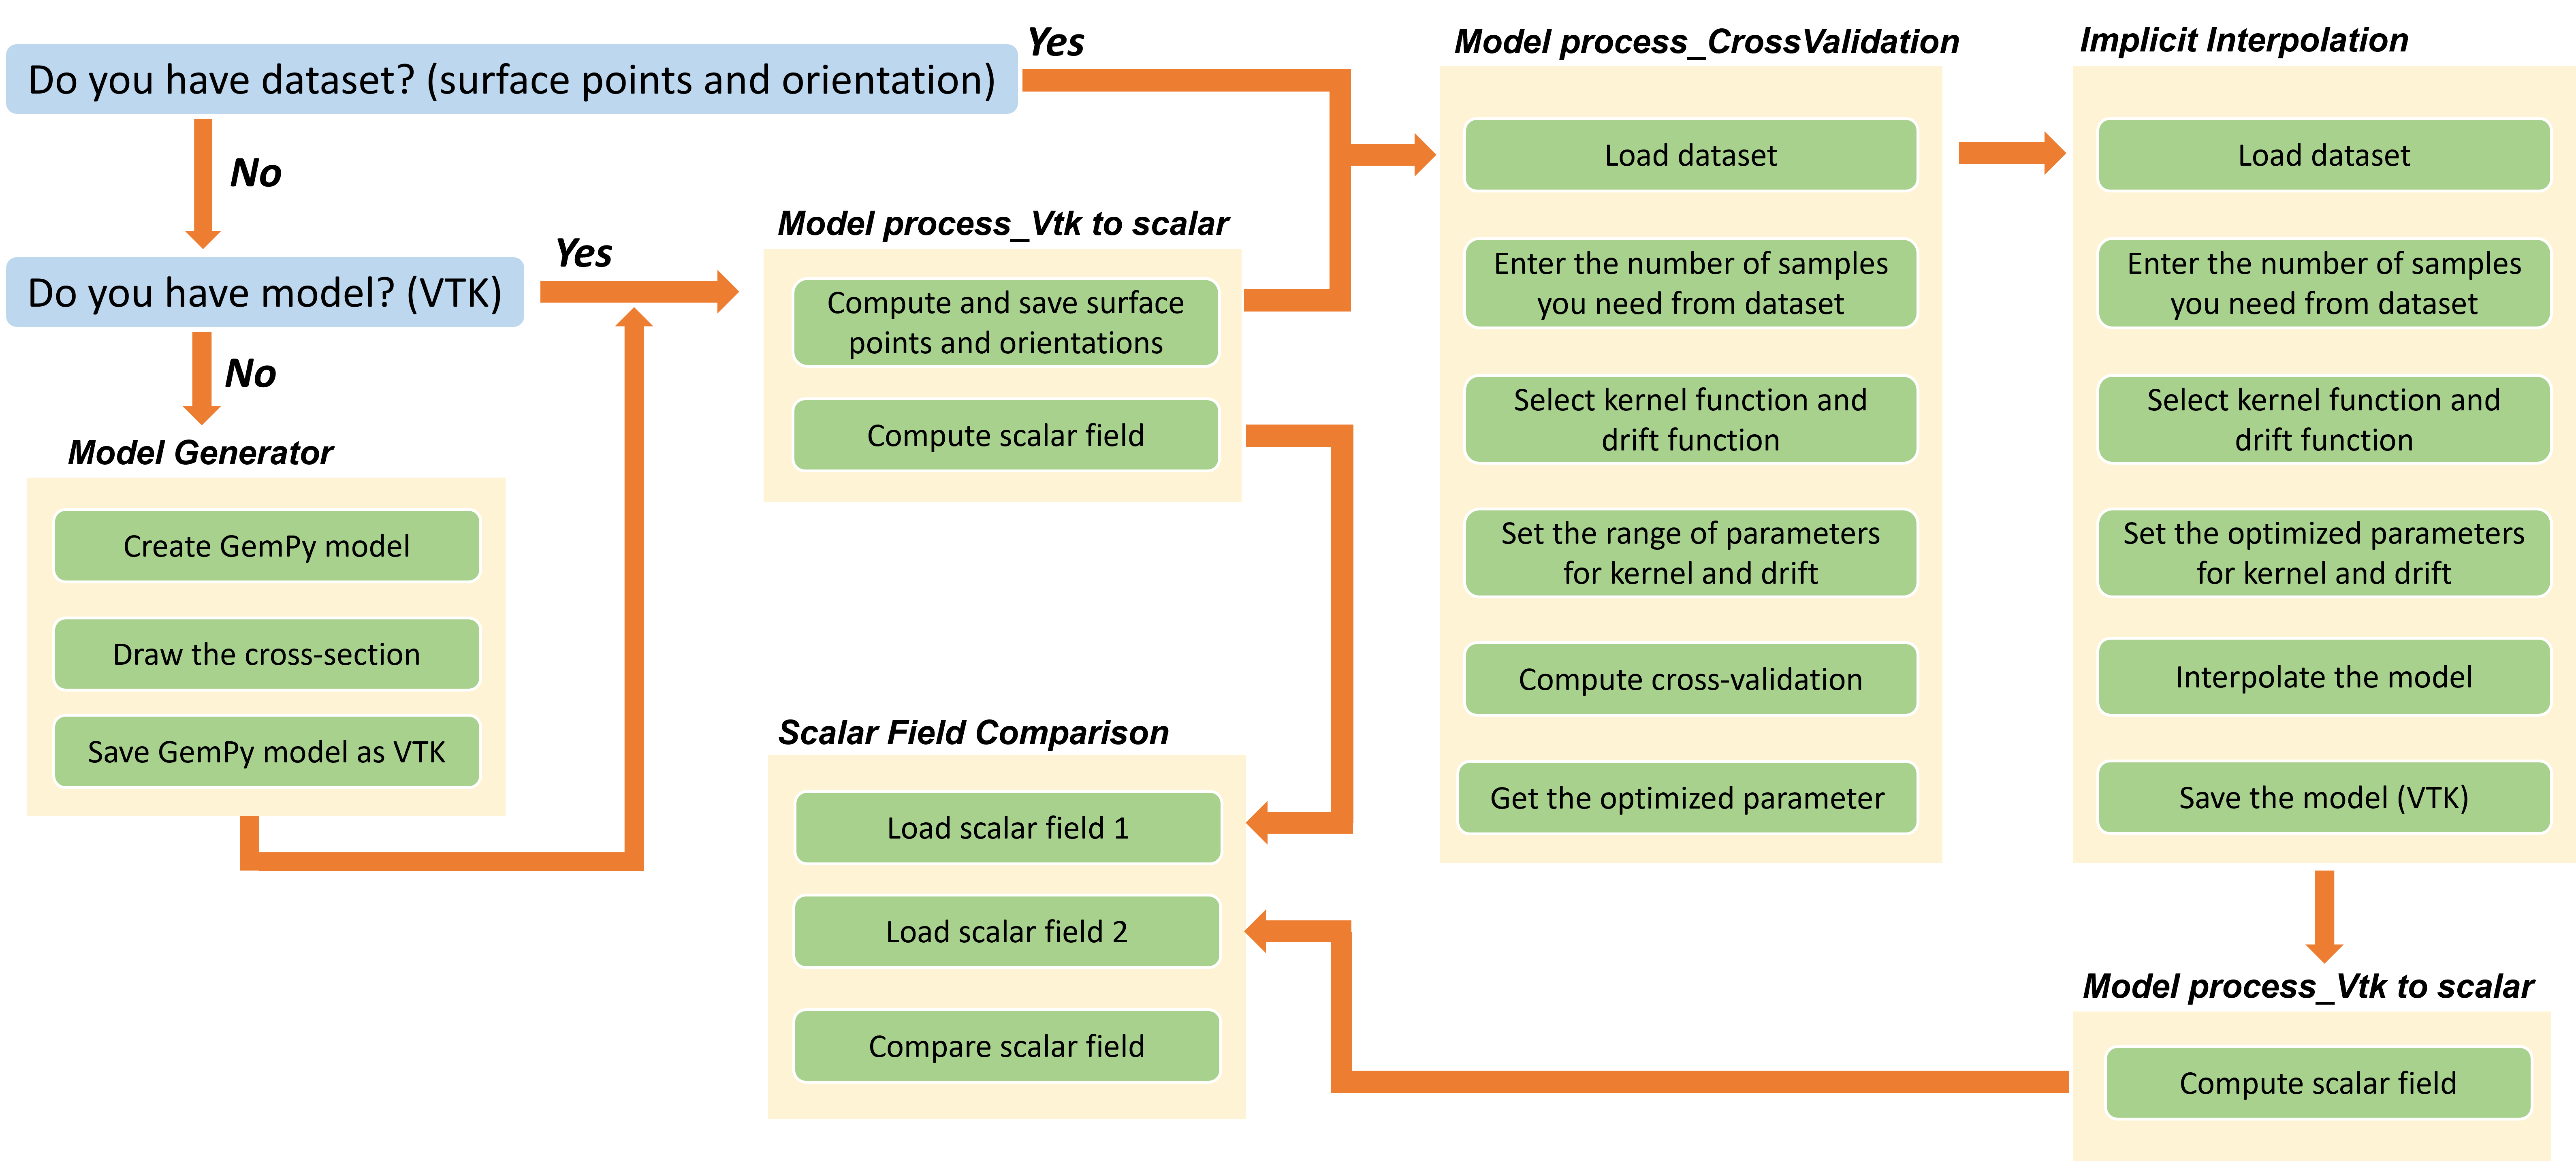 Do you have dataset? (surface points and orientation)
Yes
No
Do you have model? (VTK)
Yes
No
Model Generator
Create GemPy model
Draw the cross-section
Save GemPy model as VTK
Model process_Vtk to scalar
Compute and save surface
points and orientations
Compute scalar field
Scalar Field Comparison
Load scalar field 1
Load scalar field 2
Compare scalar field
Model process_CrossValidation
Load dataset
Enter the number of samples
you need from dataset
Select kernel function and
drift function
Set the range of parameters
for kernel and drift
Compute cross-validation
Get the optimized parameter
Implicit Interpolation
Load dataset
Enter the number of samples
you need from dataset
Select kernel function and
drift function
Set the optimized parameters
for kernel and drift
Interpolate the model
Save the model (VTK)
Model process_Vtk to scalar
Compute scalar field